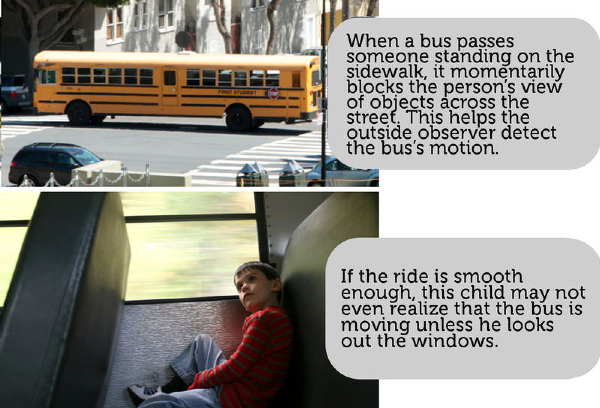 When a bus passes
someone standing on the
sidewalk, it momentarily
blocks the person's view
of objects across the
street. This helps the
outside observer detect
the bus's motion.
FIRST STUDENT
If the ride is smooth
enough, this child may not
even realize that the bus is
moving unless he looks
out the windows.